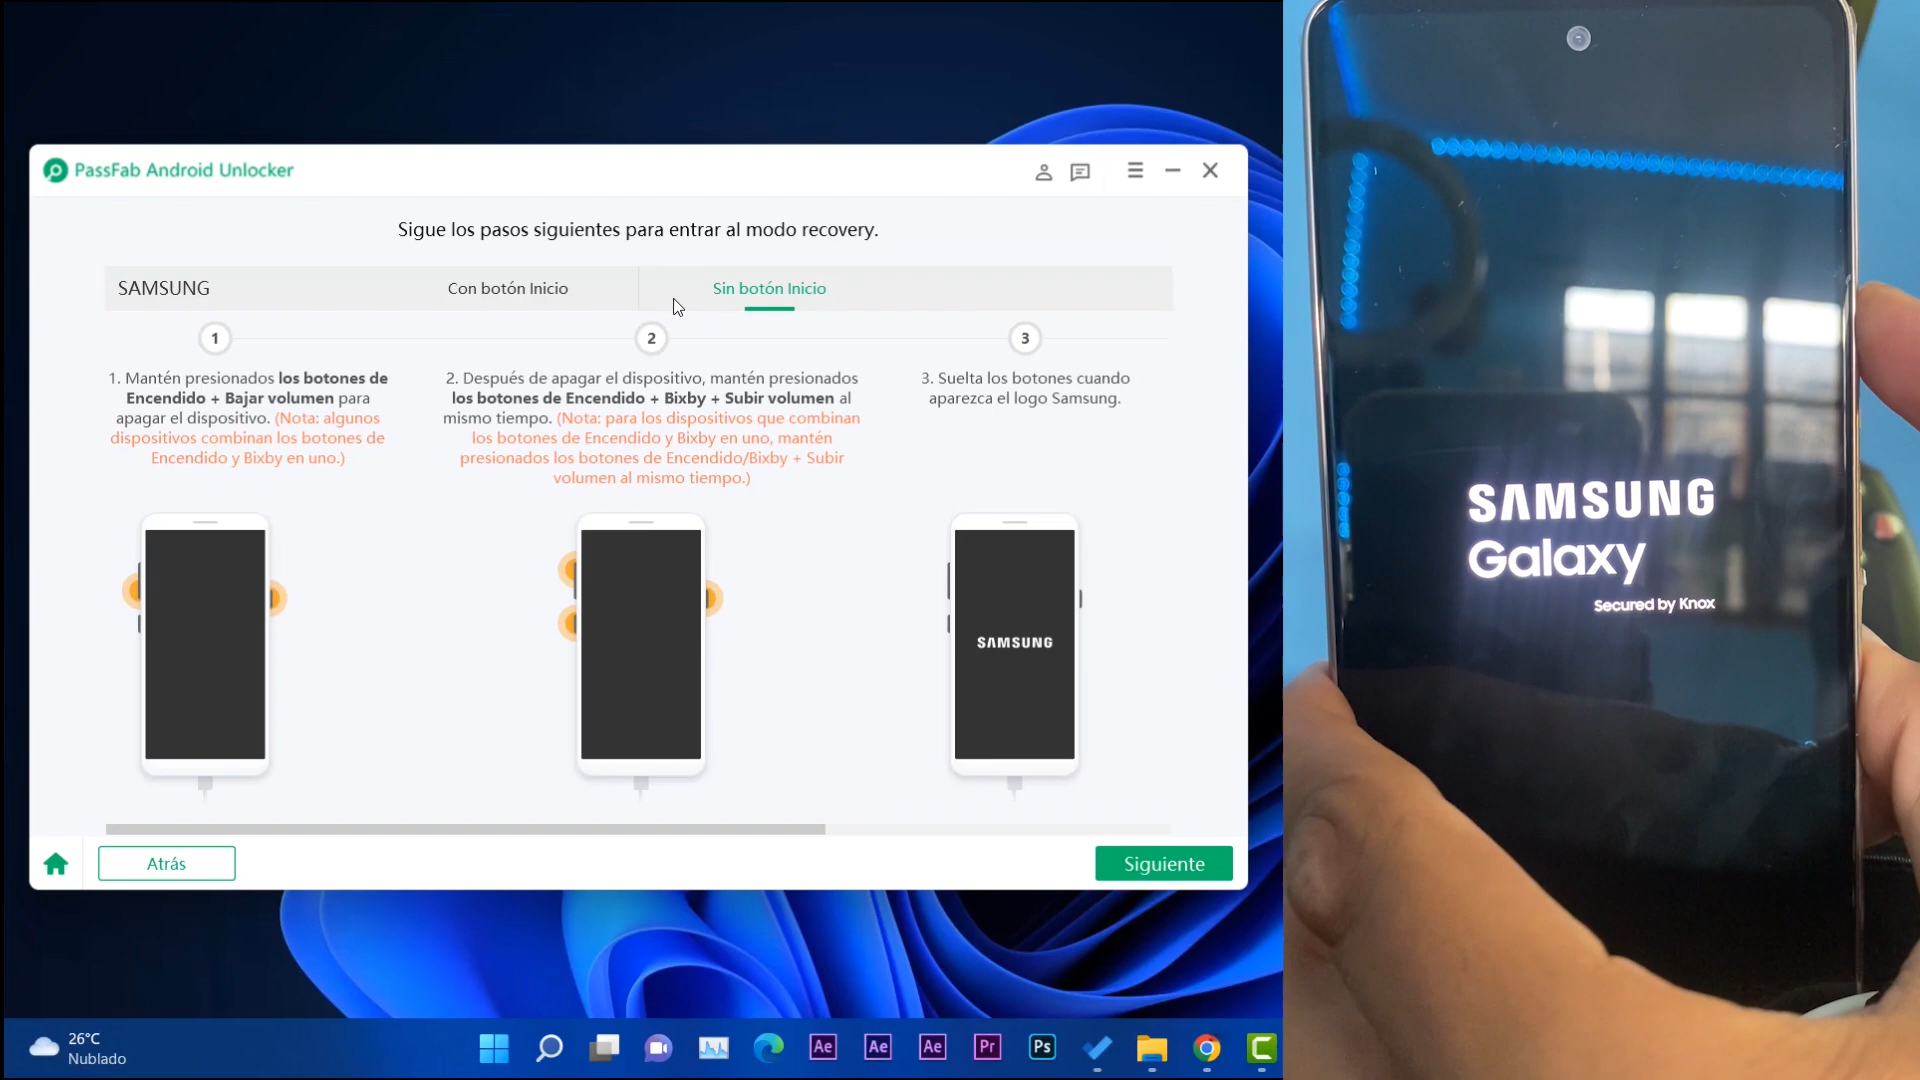 PassFab Android Unlocker
Sigue los pasos siguientes para entrar al modo recovery.
SAMSUNG
Con botón Inicio
Sin botón Inicio
1
2
3
1. Mantén presionados los botones de
Encendido + Bajar volumen para
apagar el dispositivo. (Nota: algunos
dispositivos combinan los botones de
Encendido y Bixby en uno.)
2. Después de apagar el dispositivo, mantén presionados
los botones de Encendido + Bixby + Subir volumen al
mismo tiempo. (Nota: para los dispositivos que combinan
los botones de Encendido y Bixby en uno, mantén
presionados los botones de Encendido/Bixby + Subir
volumen al mismo tiempo.)
3. Suelta los botones cuando
aparezca el logo Samsung.
SAMSUNG
Atrás
Siguiente
26°C
Nublado
Ae
Ae
Ae
Pr
Ps
SAMSUNG
Galaxy
Secured by Knox